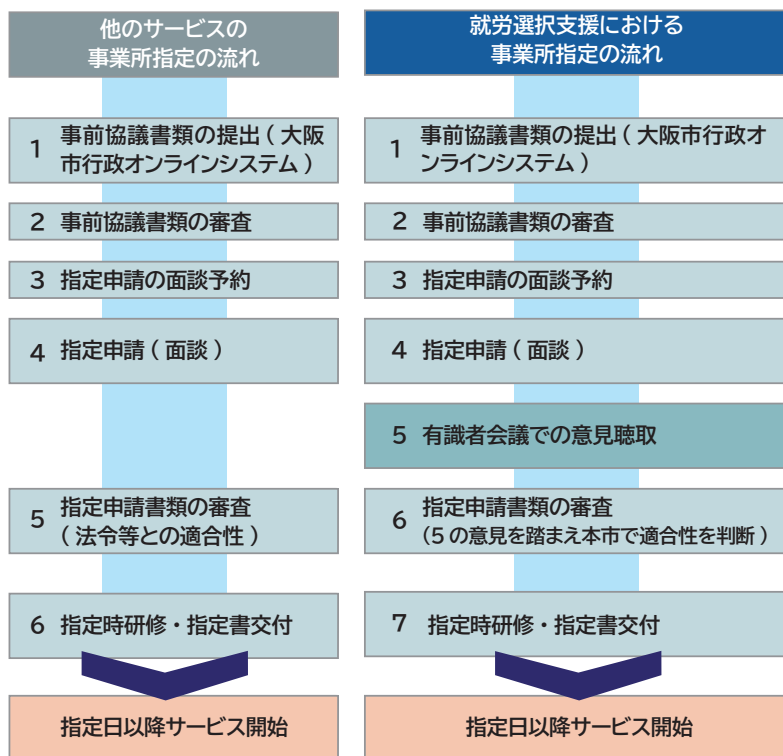 他のサービスの
事業所指定の流れ
1 事前協議書類の提出 ( 大阪
市行政オンラインシステム )
2 事前協議書類の審査
3 指定申請の面談予約
4 指定申請 ( 面談 )
5 指定申請書類の審査
( 法令等との適合性 )
6 指定時研修・指定書交付
指定日以降サービス開始
就労選択支援における
事業所指定の流れ
1 事前協議書類の提出 ( 大阪市行政オ
ンラインシステム )
2 事前協議書類の審査
3 指定申請の面談予約
4 指定申請 ( 面談 )
5 有識者会議での意見聴取
6 指定申請書類の審査
(5 の意見を踏まえ本市で適合性を判断 )
7 指定時研修・指定書交付
指定日以降サービス開始